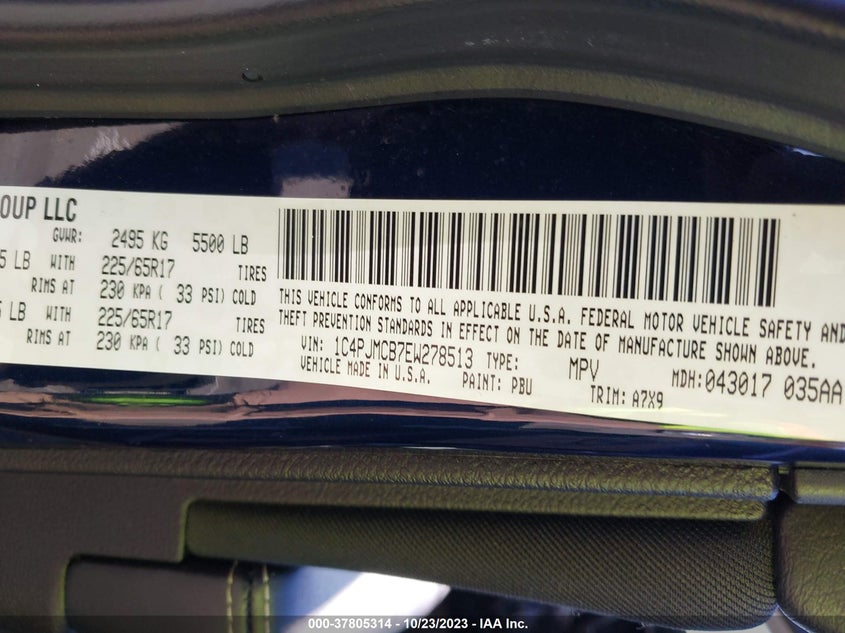 OUP LLC
GVWR: 2495 KG 5500 LB
5 LB WITH 225/65R17 TIRES
RIMS AT 230 KPA ( 33 PSI) COLD
LB WITH 225/65R17 TIRES
RIMS AT 230 KPA ( 33 PSI) COLD
THIS VEHICLE CONFORMS TO ALL APPLICABLE U.S.A. FEDERAL MOTOR VEHICLE SAFETY AND
THEFT PREVENTION STANDARDS IN EFFECT ON THE DATE OF MANUFACTURE SHOWN ABOVE.
VIN: 1C4PJMCB7EW278513 TYPE: MPV MDH:043017 035AA
VEHICLE MADE IN U.S.A. PAINT: PBU TRIM: A7X9
000-37805314 - 10/23/2023 - IAA Inc.